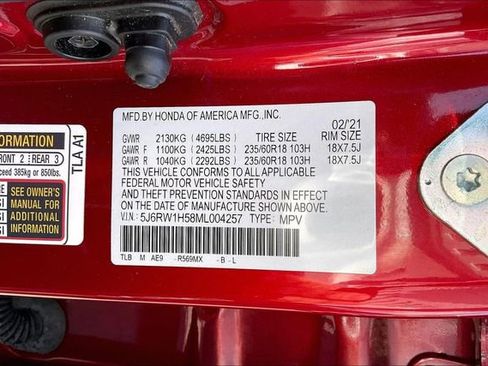 MFD.BY HONDA OF AMERICA MFG.,INC.
02/'21
GVWR 2130KG (4695LBS) TIRE SIZE RIM SIZE
GAWR F 1100KG (2425LBS) 235/60R18 103H 18X7.5J
GAWR R 1040KG (2292LBS) 235/60R18 103H 18X7.5J
THIS VEHICLE CONFORMS TO ALL APPLICABLE
FEDERAL MOTOR VEHICLE SAFETY
AND THEFT PREVENTION STANDARDS IN EFFECT
ON THE DATE OF MANUFACTURE SHOWN ABOVE.
V.I.N: 5J6RW1H58ML004257 TYPE: MPV
TLB M AE9 -R569MX -B-L
FORMATION
RONT 2 REAR 3
ceed 385kg or 850lbs.
SEE OWNER'S
MANUAL FOR
ADDITIONAL
INFORMATION
TLA A1